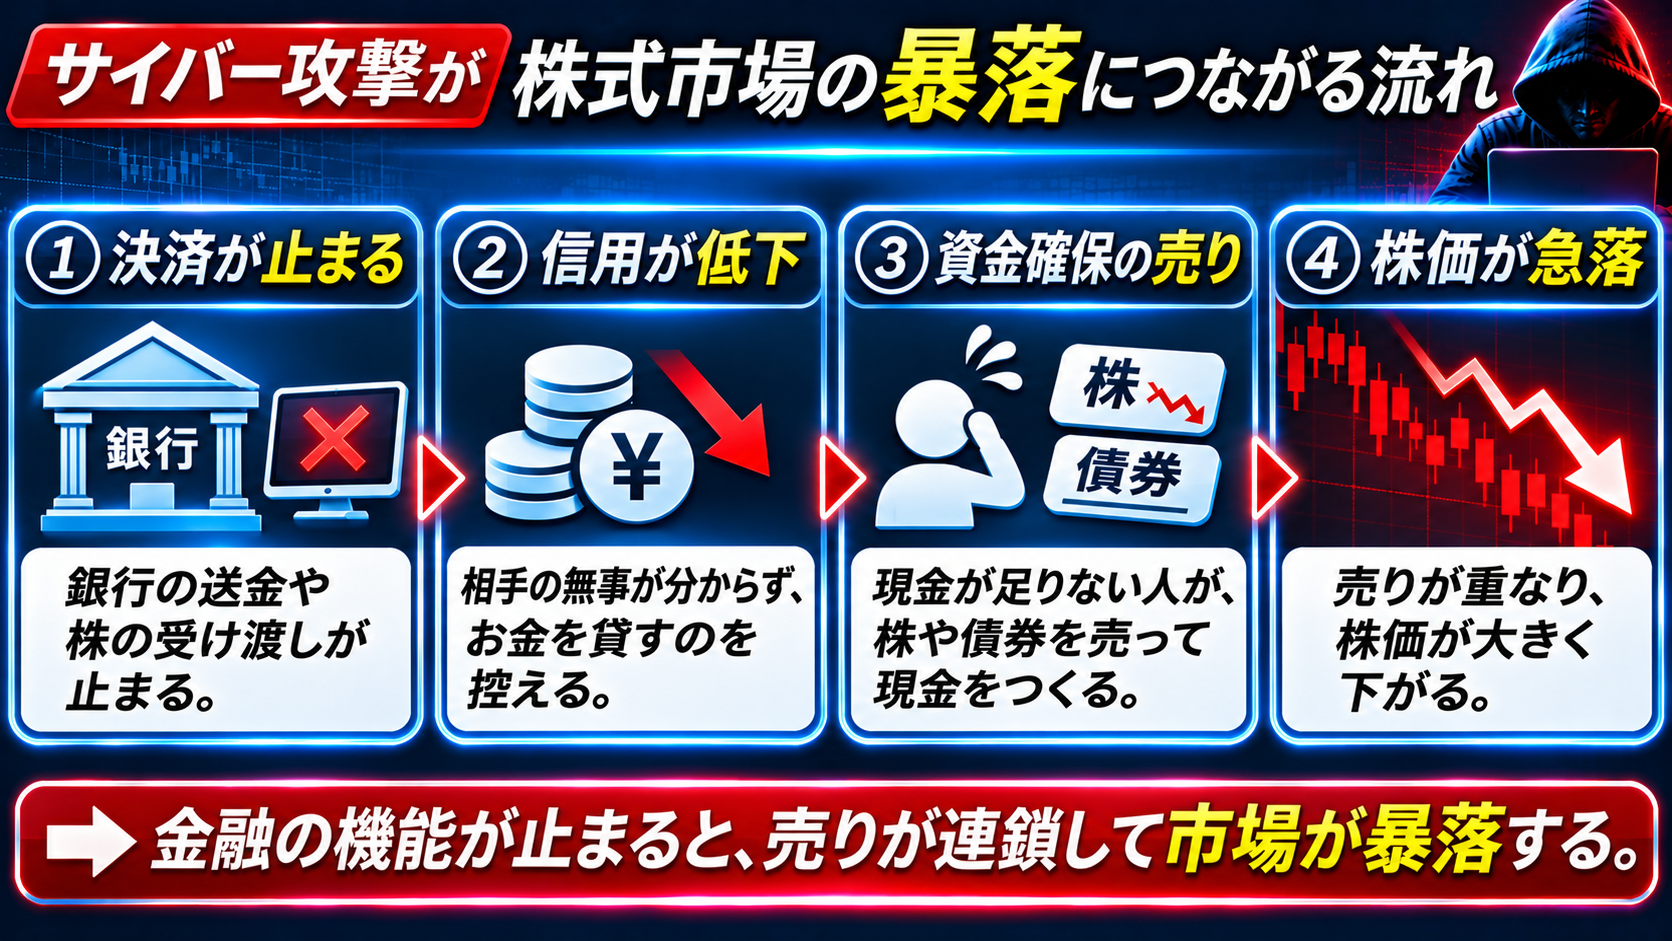 サイバー攻撃が 株式市場の暴落につながる流れ
① 決済が止まる
銀行
銀行の送金や
株の受け渡しが
止まる。
② 信用が低下
¥
相手の無事が分からず、
お金を貸すのを
控える。
③ 資金確保の売り
株
債券
現金が足りない人が、
株や債券を売って
現金をつくる。
④ 株価が急落
売りが重なり、
株価が大きく
下がる。
金融の機能が止まると、売りが連鎖して市場が暴落する。